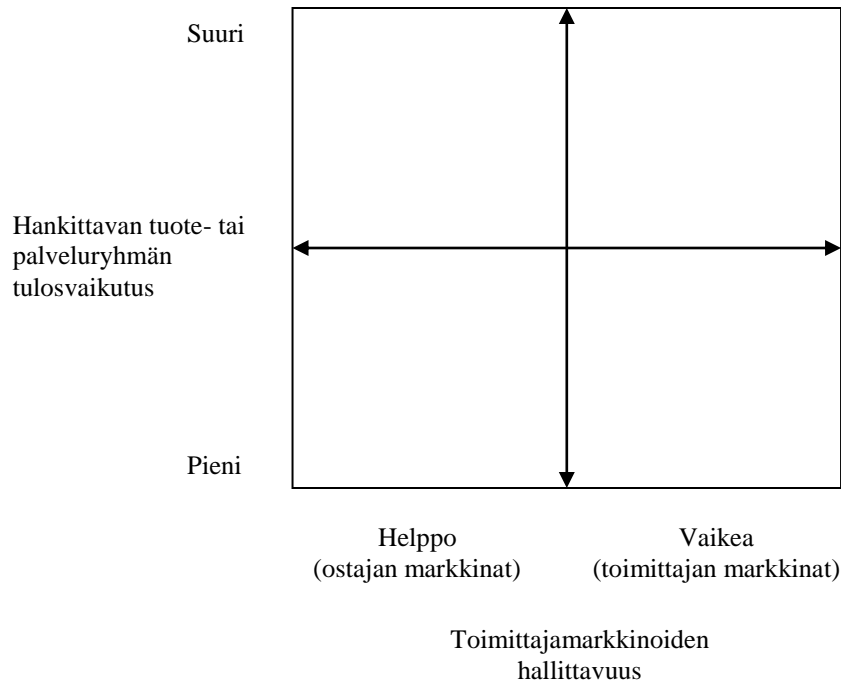 Suuri
Hankittavan tuote- tai
palveluryhmän
tulosvaikutus
Pieni
Helppo
(ostajan markkinat)
Vaikea
(toimittajan markkinat)
Toimittajamarkkinoiden
hallittavuus